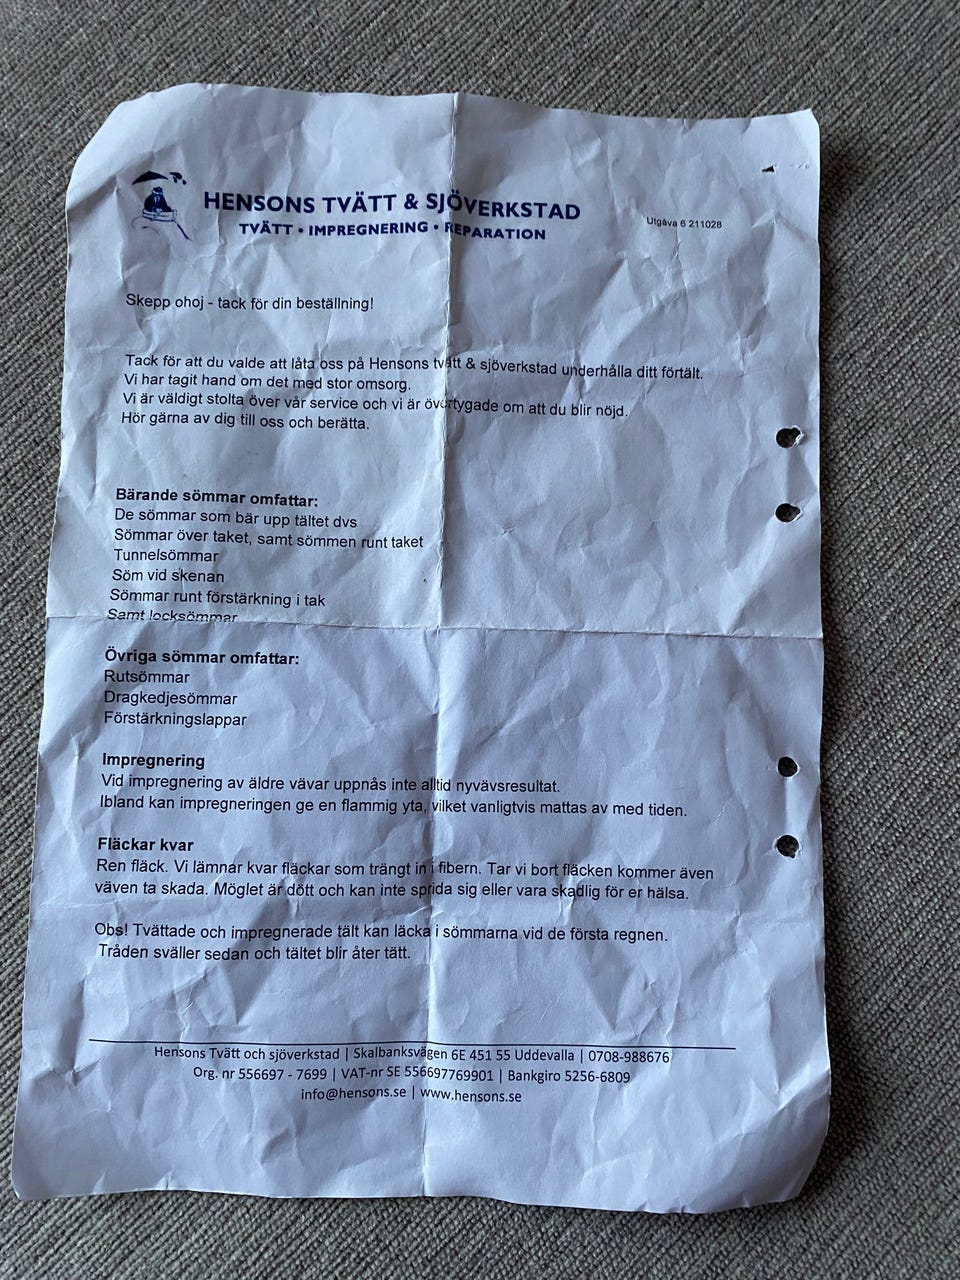 HENSONS TVÄTT & SJÖVERKSTAD
TVÄTT • IMPREGNERING • REPARATION
Utgåva 6 211028
Skepp ohoj - tack för din beställning!
Tack för att du valde att låta oss på Hensons tvätt & sjöverkstad underhålla ditt förtält.
Vi har tagit hand om det med stor omsorg.
Vi är väldigt stolta över vår service och vi är övertygade om att du blir nöjd.
Hör gärna av dig till oss och berätta.
Bärande sömmar omfattar:
De sömmar som bär upp tältet dvs
Sömmar över taket, samt sömmen runt taket
Tunnelsömmar
Söm vid skenan
Sömmar runt förstärkning i tak
Samt locksömmar
Övriga sömmar omfattar:
Rutsömmar
Dragkedjesömmar
Förstärkningslappar
Impregnering
Vid impregnering av äldre vävar uppnås inte alltid nyvävsresultat.
Ibland kan impregneringen ge en flammig yta, vilket vanligtvis mattas av med tiden.
Fläckar kvar
Ren fläck. Vi lämnar kvar fläckar som trängt in i fibern. Tar vi bort fläcken kommer även
väven ta skada. Möglet är dött och kan inte sprida sig eller vara skadlig för er hälsa.
Obs! Tvättade och impregnerade tält kan läcka i sömmarna vid de första regnen.
Tråden sväller sedan och tältet blir åter tätt.
Hensons Tvätt och sjöverkstad | Skalbanksvägen 6E 451 55 Uddevalla | 0708-988676
Org. nr 556697 - 7699 | VAT-nr SE 556697769901 | Bankgiro 5256-6809
info@hensons.se | www.hensons.se